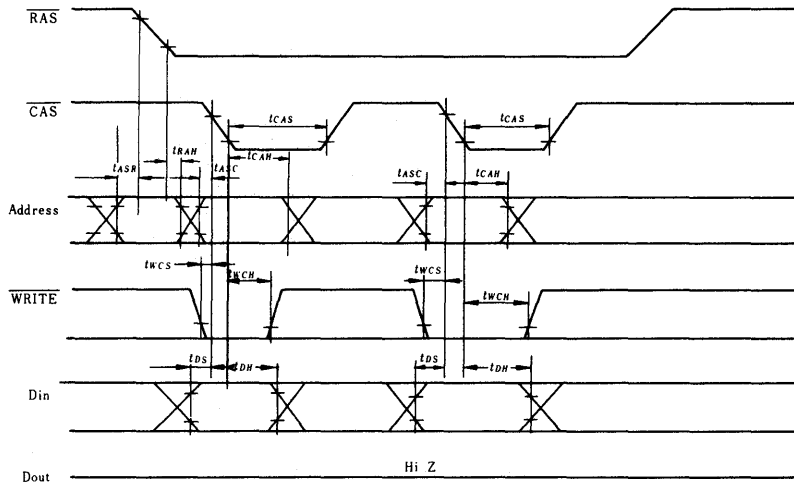 RAS
CAS
tCAS tCAS
tRAH tCAH
tASR tASC tASC tCAH
Address
tWCS tWCS
tWCH tWCH
WRITE
tDS tDH tDS tDH
Din
Hi Z
Dout